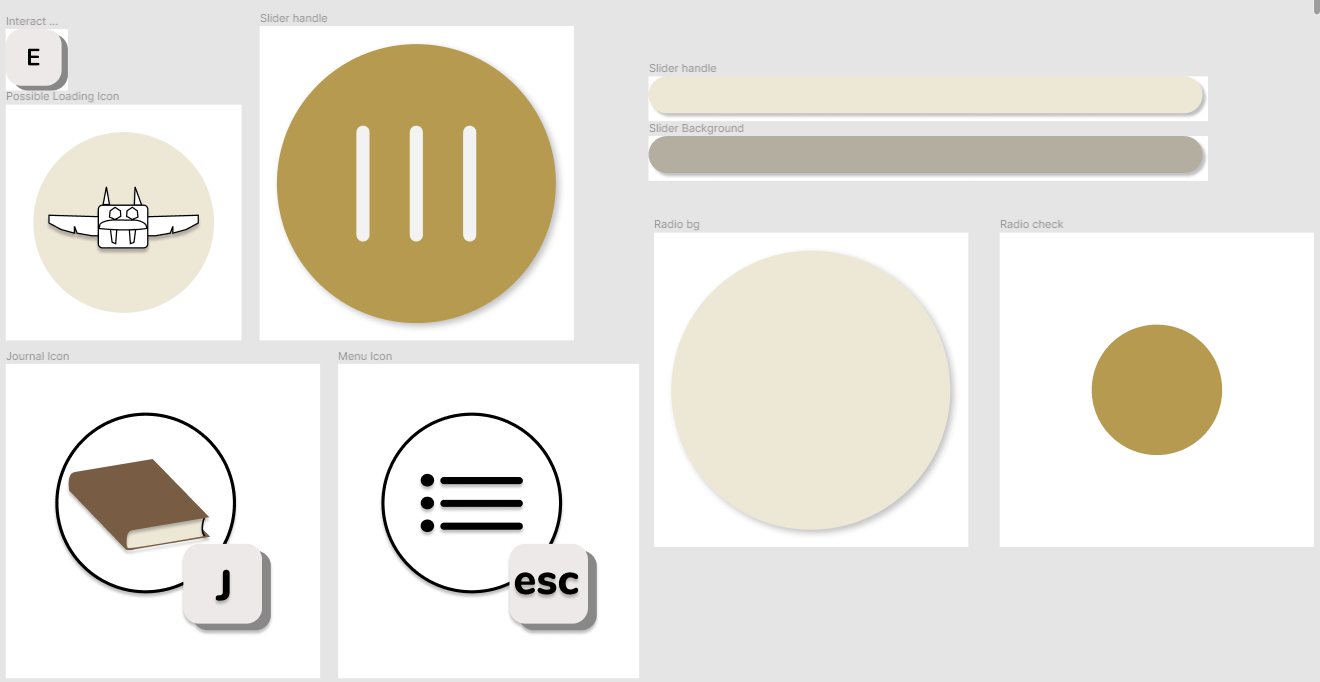 Interact ...
E
Possible Loading Icon
Slider handle
Slider handle
Slider Background
Radio bg
Radio check
Journal Icon
J
Menu Icon
esc